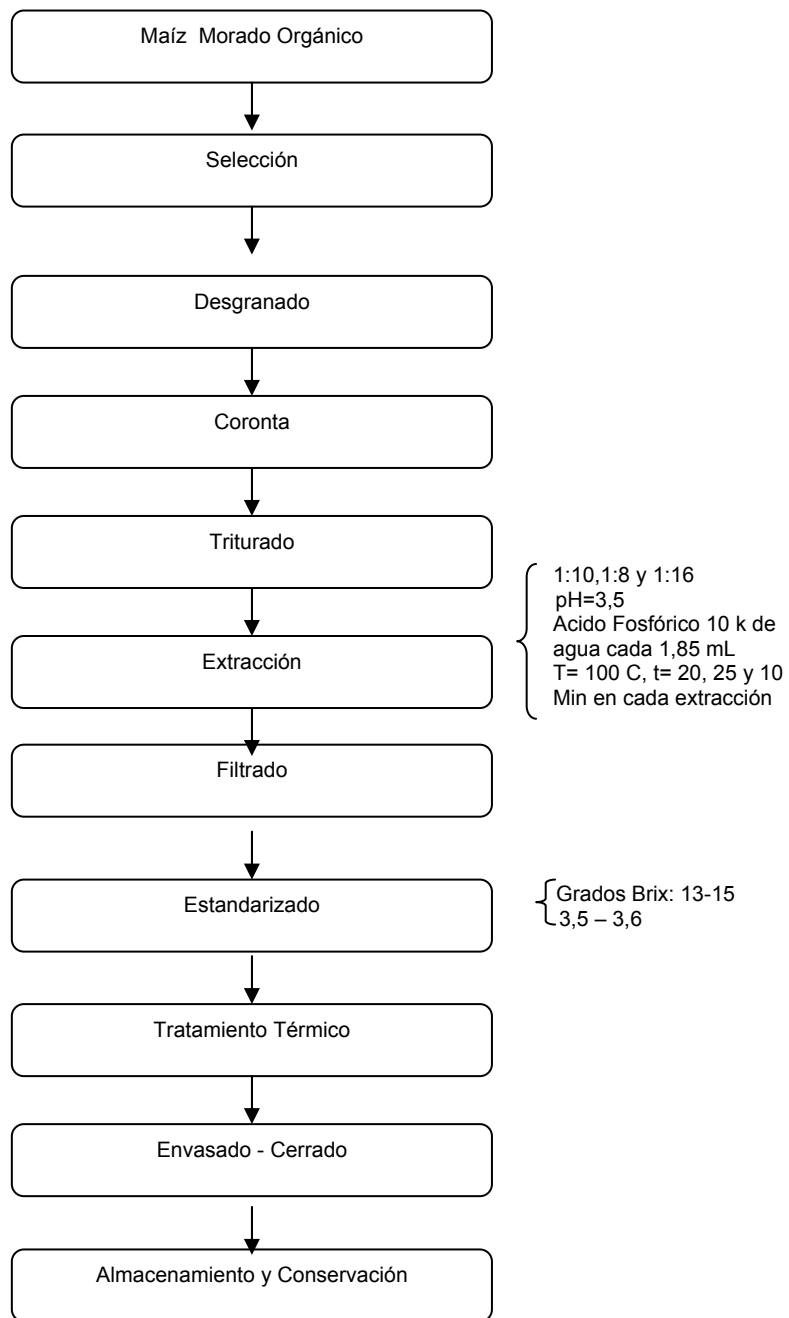 Maíz Morado Orgánico
Selección
Desgranado
Coronta
Triturado
Extracción
1:10,1:8 y 1:16
pH=3,5
Acido Fosfórico 10 k de
agua cada 1,85 mL
T= 100 C, t= 20, 25 y 10
Min en cada extracción
Filtrado
Estandarizado
Grados Brix: 13-15
3,5 – 3,6
Tratamiento Térmico
Envasado - Cerrado
Almacenamiento y Conservación